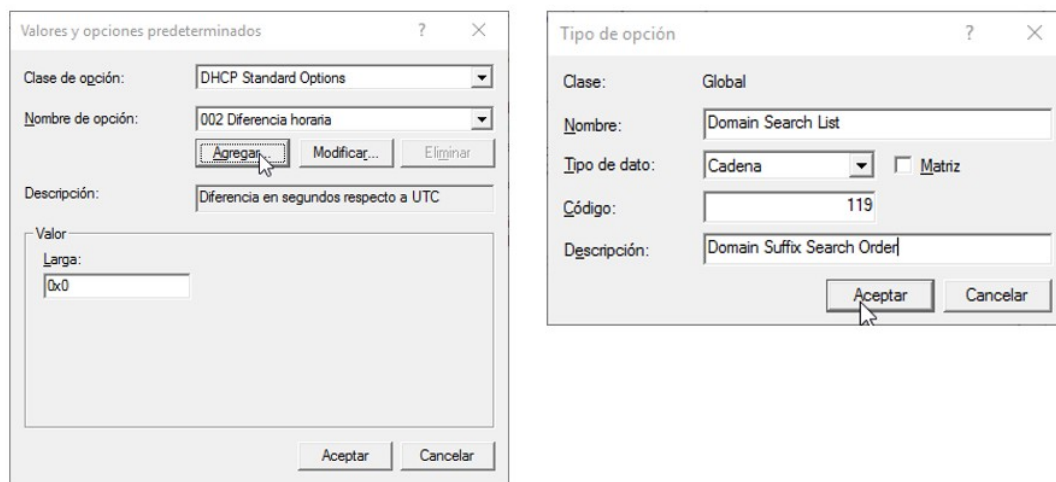 Valores y opciones predeterminados
Clase de opción: DHCP Standard Options
Nombre de opción: 002 Diferencia horaria
Agregar... Modificar... Eliminar
Descripción: Diferencia en segundos respecto a UTC
Valor
Larga:
0x0
Aceptar Cancelar
Tipo de opción
Clase: Global
Nombre: Domain Search List
Tipo de dato: Cadena Matriz
Código: 119
Descripción: Domain Suffix Search Order
Aceptar Cancelar